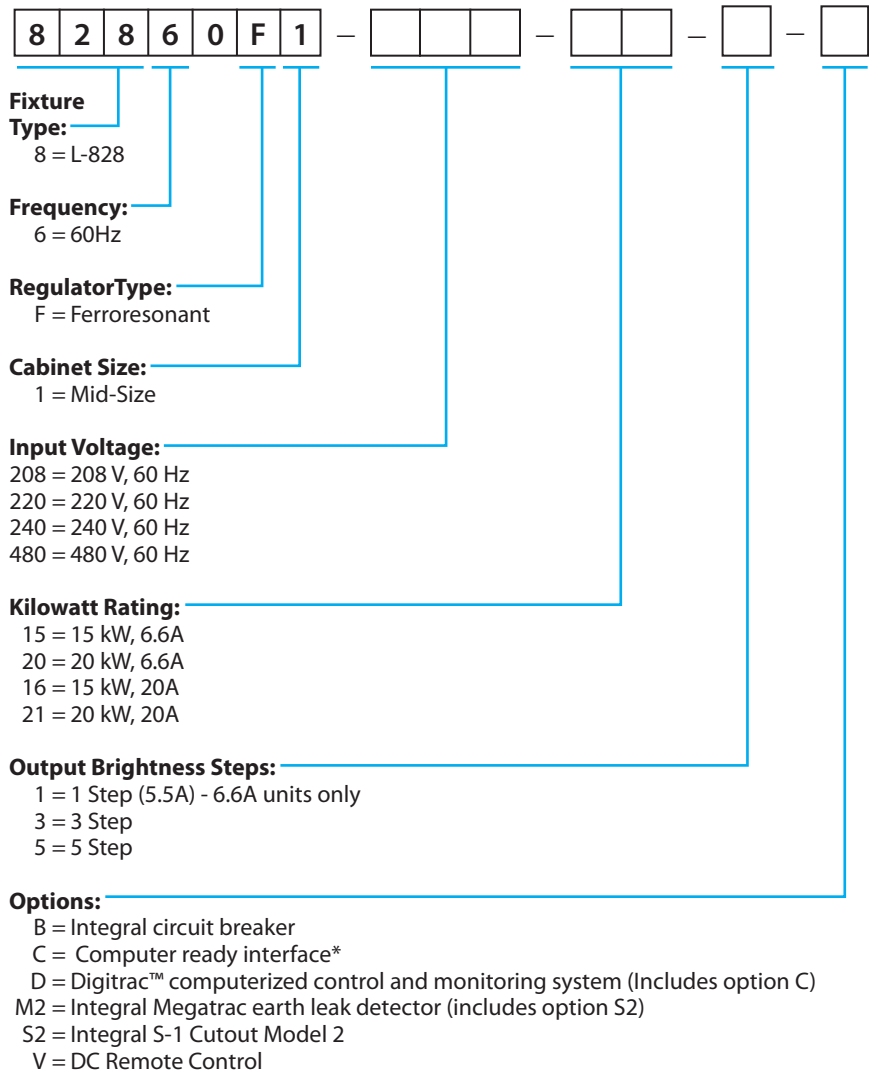 8 2 8 6 0 F 1 – – – –
Fixture
Type:
8 = L-828
Frequency:
6 = 60Hz
RegulatorType:
F = Ferroresonant
Cabinet Size:
1 = Mid-Size
Input Voltage:
208 = 208 V, 60 Hz
220 = 220 V, 60 Hz
240 = 240 V, 60 Hz
480 = 480 V, 60 Hz
Kilowatt Rating:
15 = 15 kW, 6.6A
20 = 20 kW, 6.6A
16 = 15 kW, 20A
21 = 20 kW, 20A
Output Brightness Steps:
1 = 1 Step (5.5A) - 6.6A units only
3 = 3 Step
5 = 5 Step
Options:
B = Integral circuit breaker
C = Computer ready interface*
D = Digitrac™ computerized control and monitoring system (Includes option C)
M2 = Integral Megatrac earth leak detector (includes option S2)
S2 = Integral S-1 Cutout Model 2
V = DC Remote Control